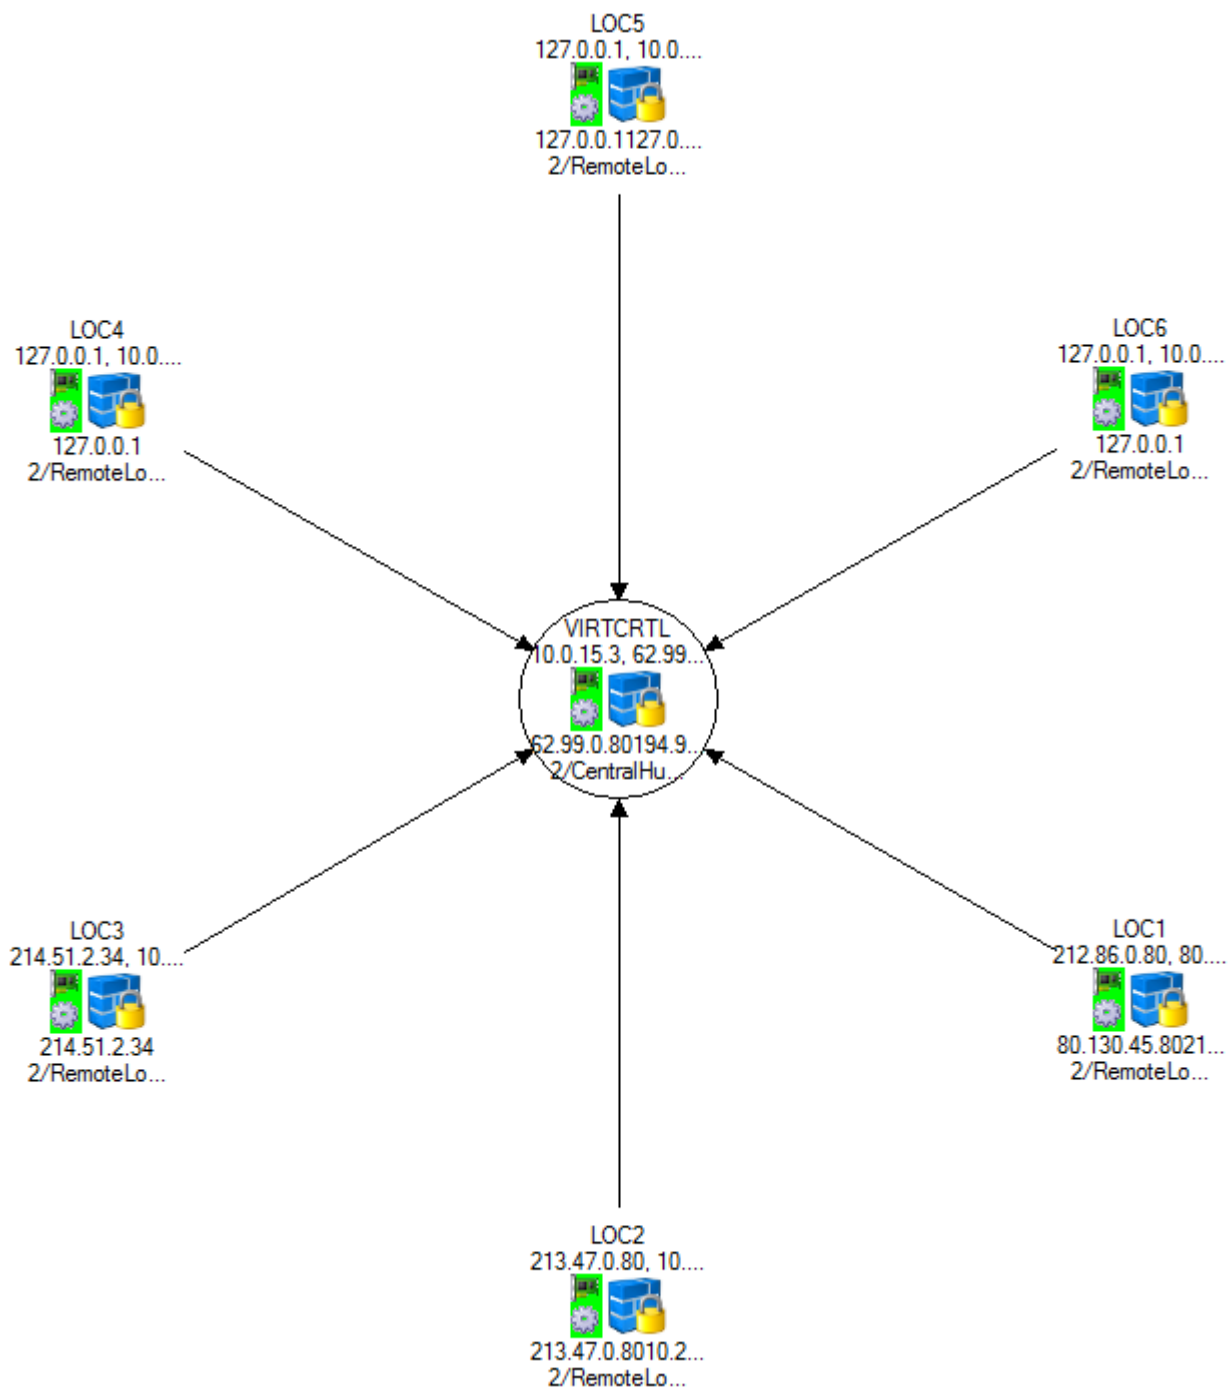 LOC5
127.0.0.1, 10.0....
127.0.0.1127.0....
2/RemoteLo...
LOC4
127.0.0.1, 10.0....
127.0.0.1
2/RemoteLo...
LOC6
127.0.0.1, 10.0....
127.0.0.1
2/RemoteLo...
VIRTCRTL
10.0.15.3, 62.99...
62.99.0.80194.9...
2/CentralHu...
LOC3
214.51.2.34, 10....
214.51.2.34
2/RemoteLo...
LOC1
212.86.0.80, 80....
80.130.45.8021...
2/RemoteLo...
LOC2
213.47.0.80, 10....
213.47.0.8010.2...
2/RemoteLo...